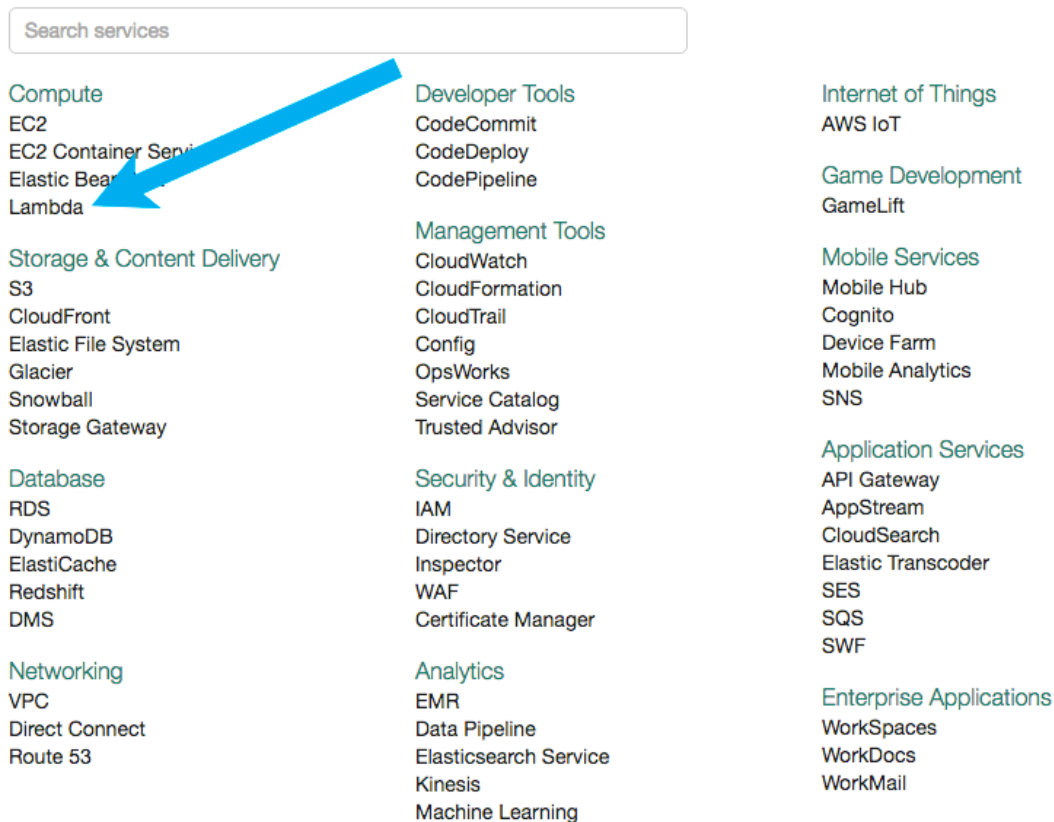 Search services
Compute
EC2
EC2 Container
Elastic
Lambda
Storage & Content Delivery
S3
CloudFront
Elastic File System
Glacier
Snowball
Storage Gateway
Database
RDS
DynamoDB
ElastiCache
Redshift
DMS
Networking
VPC
Direct Connect
Route 53
Developer Tools
CodeCommit
CodeDeploy
CodePipeline
Management Tools
CloudWatch
CloudFormation
CloudTrail
Config
OpsWorks
Service Catalog
Trusted Advisor
Security & Identity
IAM
Directory Service
Inspector
WAF
Certificate Manager
Analytics
EMR
Data Pipeline
Elasticsearch Service
Kinesis
Machine Learning
Internet of Things
AWS IoT
Game Development
GameLift
Mobile Services
Mobile Hub
Cognito
Device Farm
Mobile Analytics
SNS
Application Services
API Gateway
AppStream
CloudSearch
Elastic Transcoder
SES
SQS
SWF
Enterprise Applications
WorkSpaces
WorkDocs
WorkMail